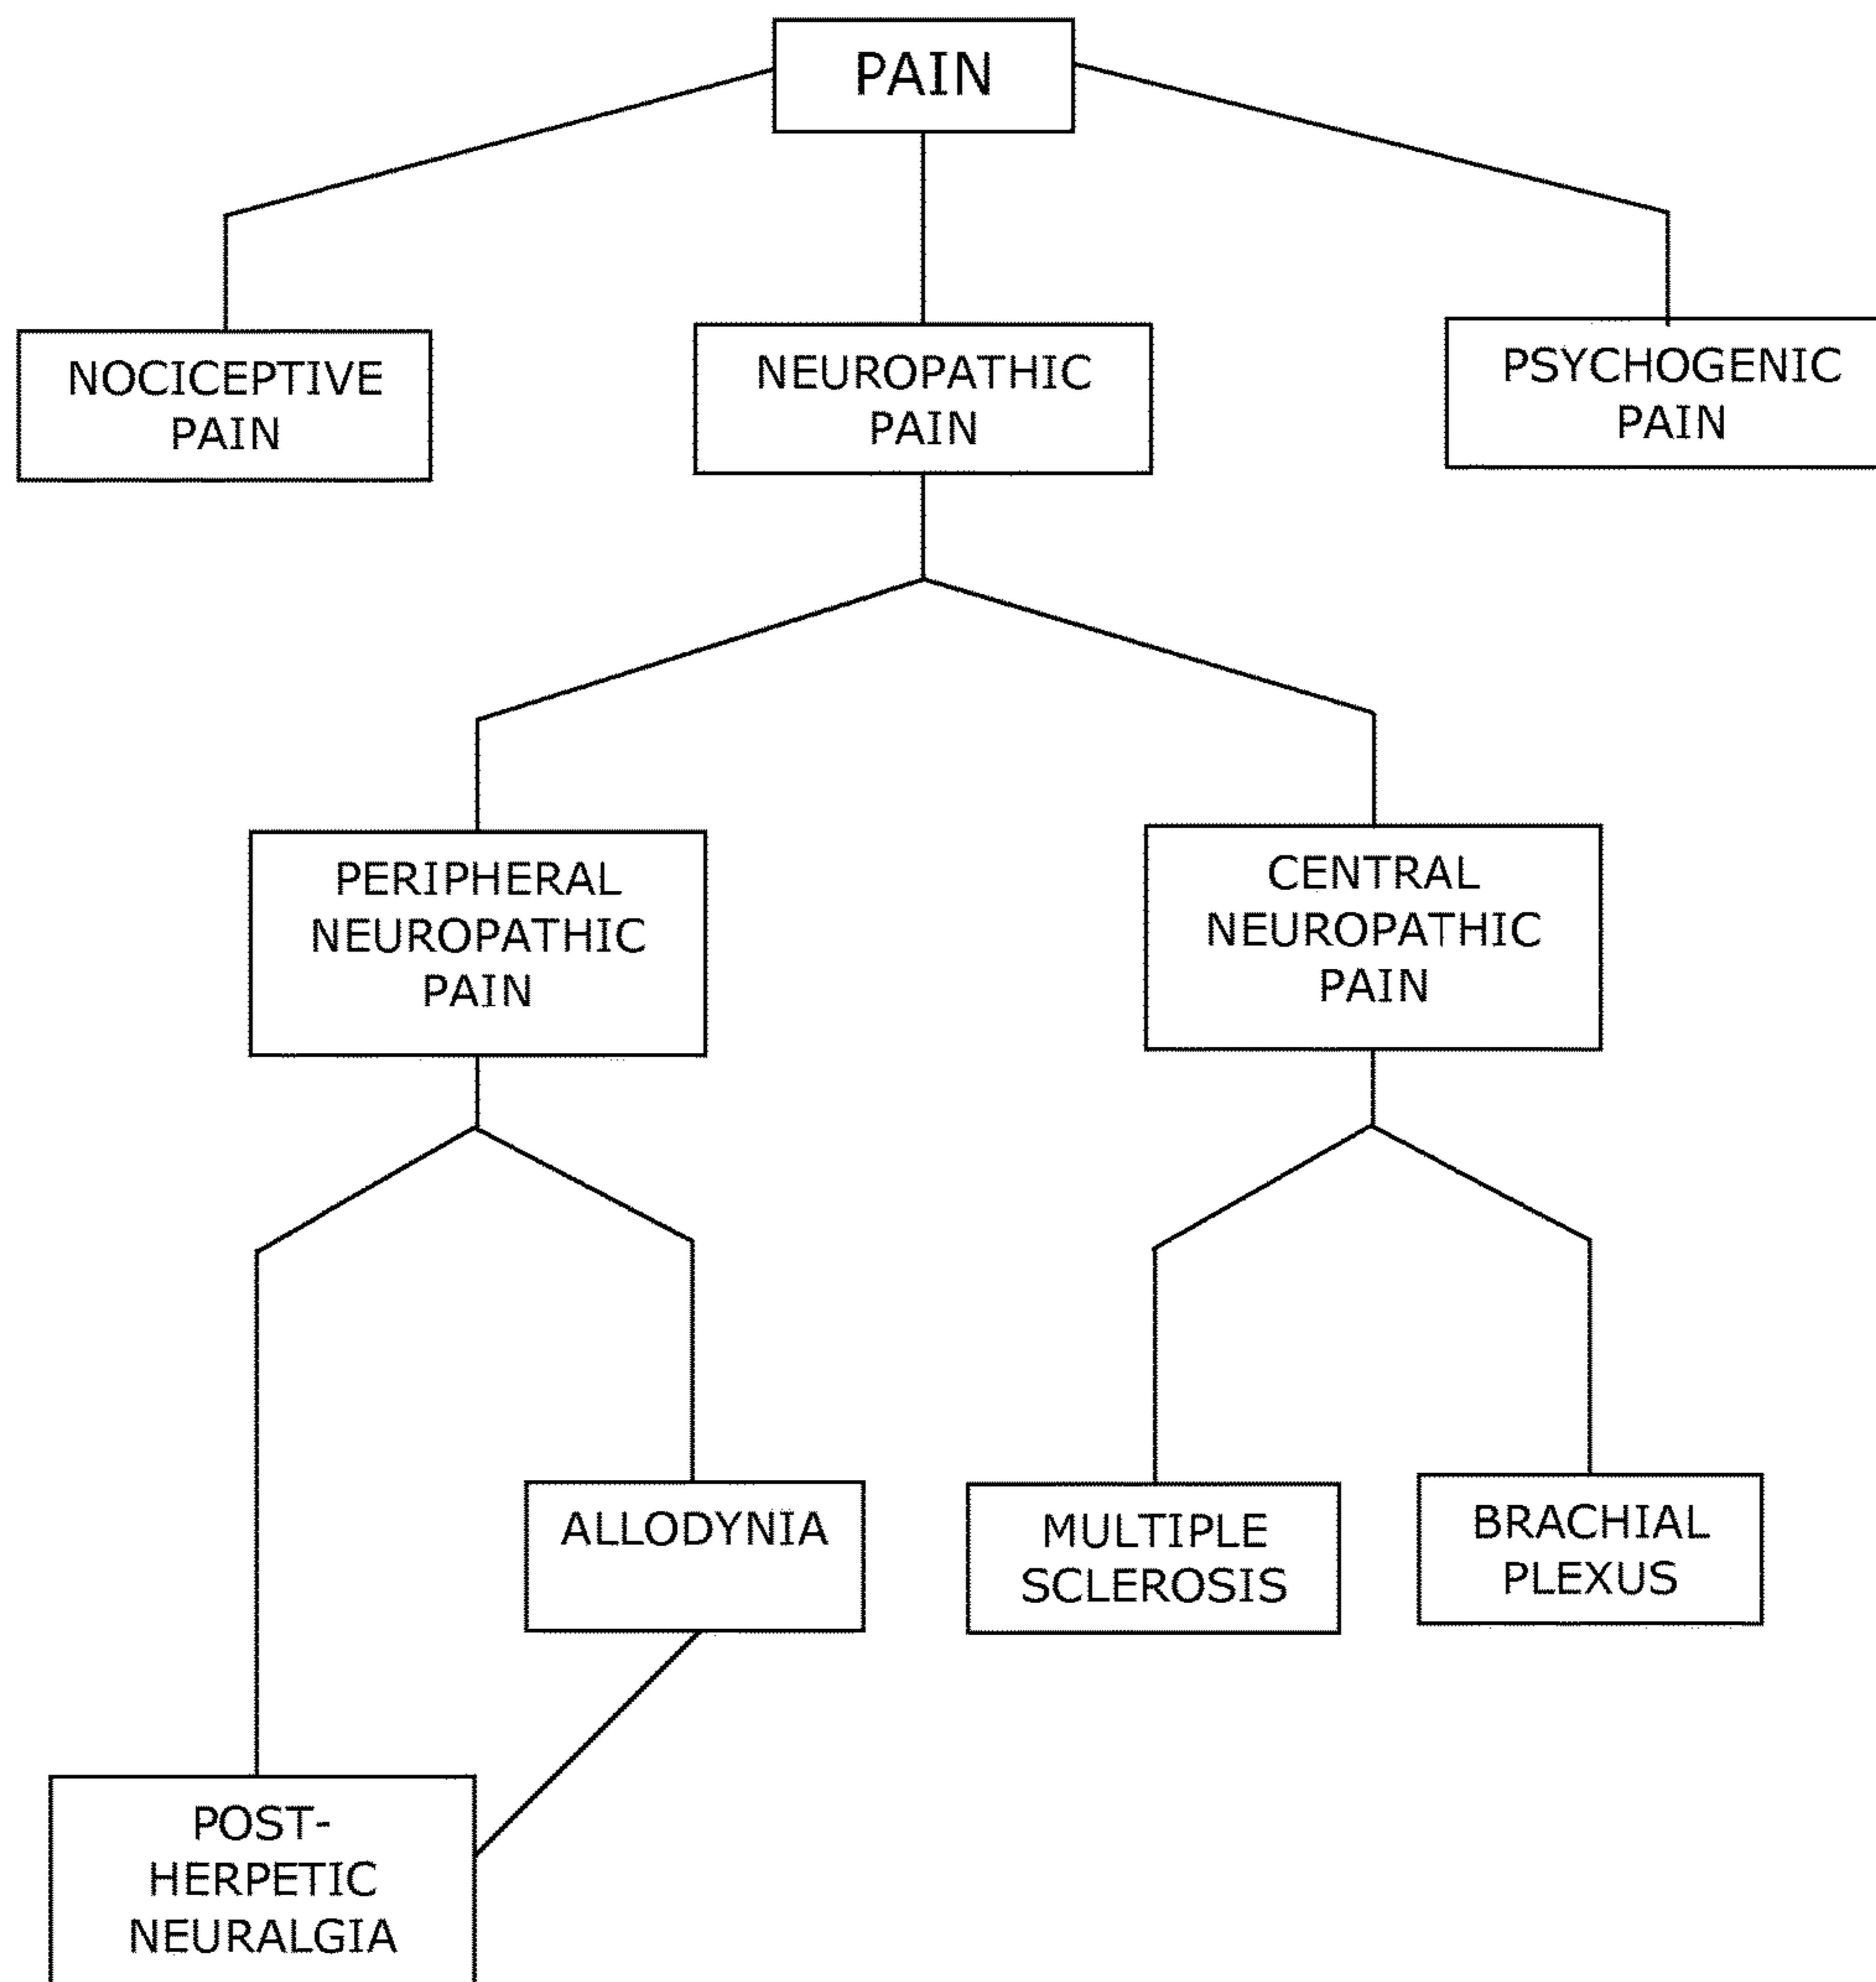 PAIN
NOCICEPTIVE
PAIN
NEUROPATHIC
PAIN
PSYCHOGENIC
PAIN
PERIPHERAL
NEUROPATHIC
PAIN
CENTRAL
NEUROPATHIC
PAIN
ALLODYNIA
MULTIPLE
SCLEROSIS
BRACHIAL
PLEXUS
POST-
HERPETIC
NEURALGIA